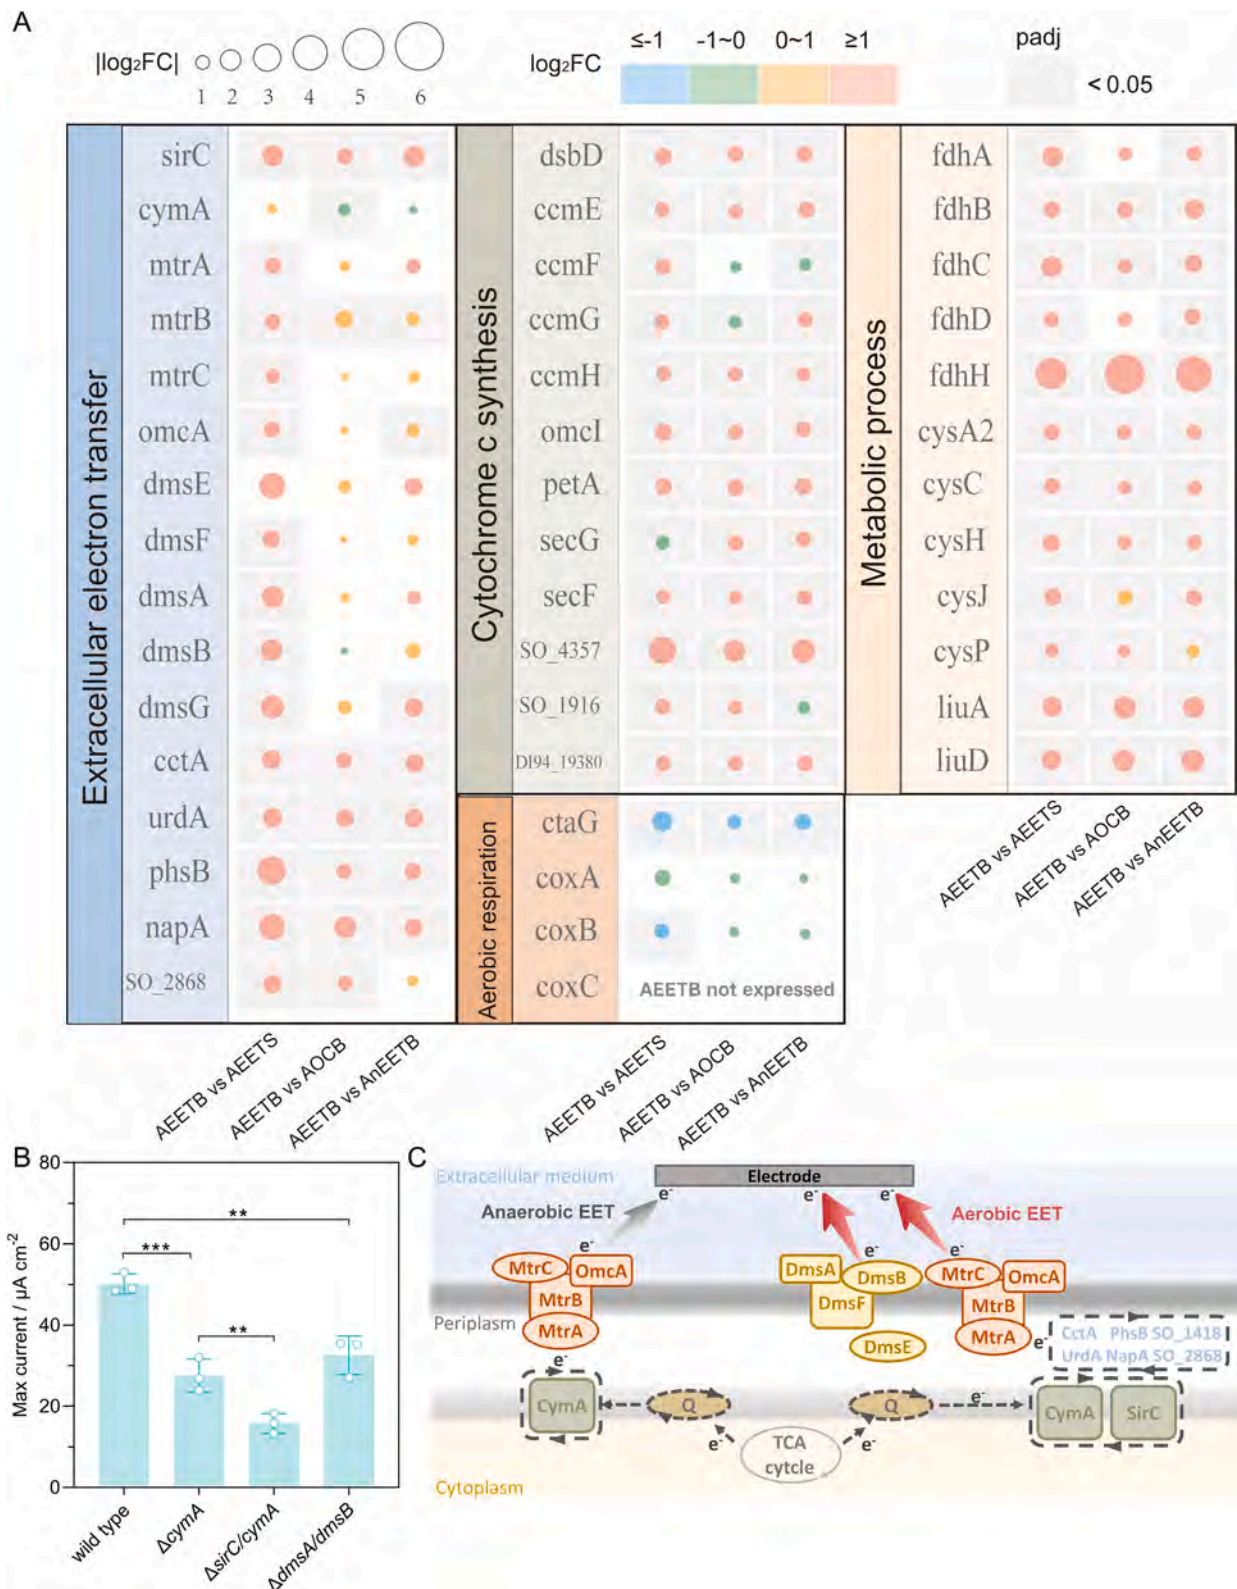 A
|log₂FC|
1 2 3 4 5 6
log₂FC
≤-1 -1~0 0~1 ≥1
padj
< 0.05
Extracellular electron transfer
sirC
cymA
mtrA
mtrB
mtrC
omcA
dmsE
dmsF
dmsA
dmsB
dmsG
cctA
urdA
phsB
napA
SO_2868
AEETB vs AEETS
AEETB vs AOCB
AEETB vs AnEETB
Cytochrome c synthesis
dsbD
ccmE
ccmF
ccmG
ccmH
omcI
petA
secG
secF
SO_4357
SO_1916
DI94_19380
Aerobic respiration
ctaG
coxA
coxB
coxC
AEETB not expressed
AEETB vs AEETS
AEETB vs AOCB
AEETB vs AnEETB
Metabolic process
fdhA
fdhB
fdhC
fdhD
fdhH
cysA2
cysC
cysH
cysJ
cysP
liuA
liuD
AEETB vs AEETS
AEETB vs AOCB
AEETB vs AnEETB
B
Max current / µA cm⁻²
80
60
40
20
0
**
***
**
wild type
ΔcymA
ΔsirC/cymA
ΔdmsA/dmsB
C
Extracellular medium
Electrode
e⁻ e⁻ e⁻
Anaerobic EET
Aerobic EET
e⁻ e⁻ e⁻
MtrC OmcA
MtrB
MtrA
DmsA DmsB
DmsF
DmsE
MtrC OmcA
MtrB
MtrA
Periplasm
e⁻
e⁻
CctA PhsB SO_1418
UrdA NapA SO_2868
CymA
Q
Q
e⁻
CymA SirC
e⁻
TCA
cytcle
e⁻
Cytoplasm